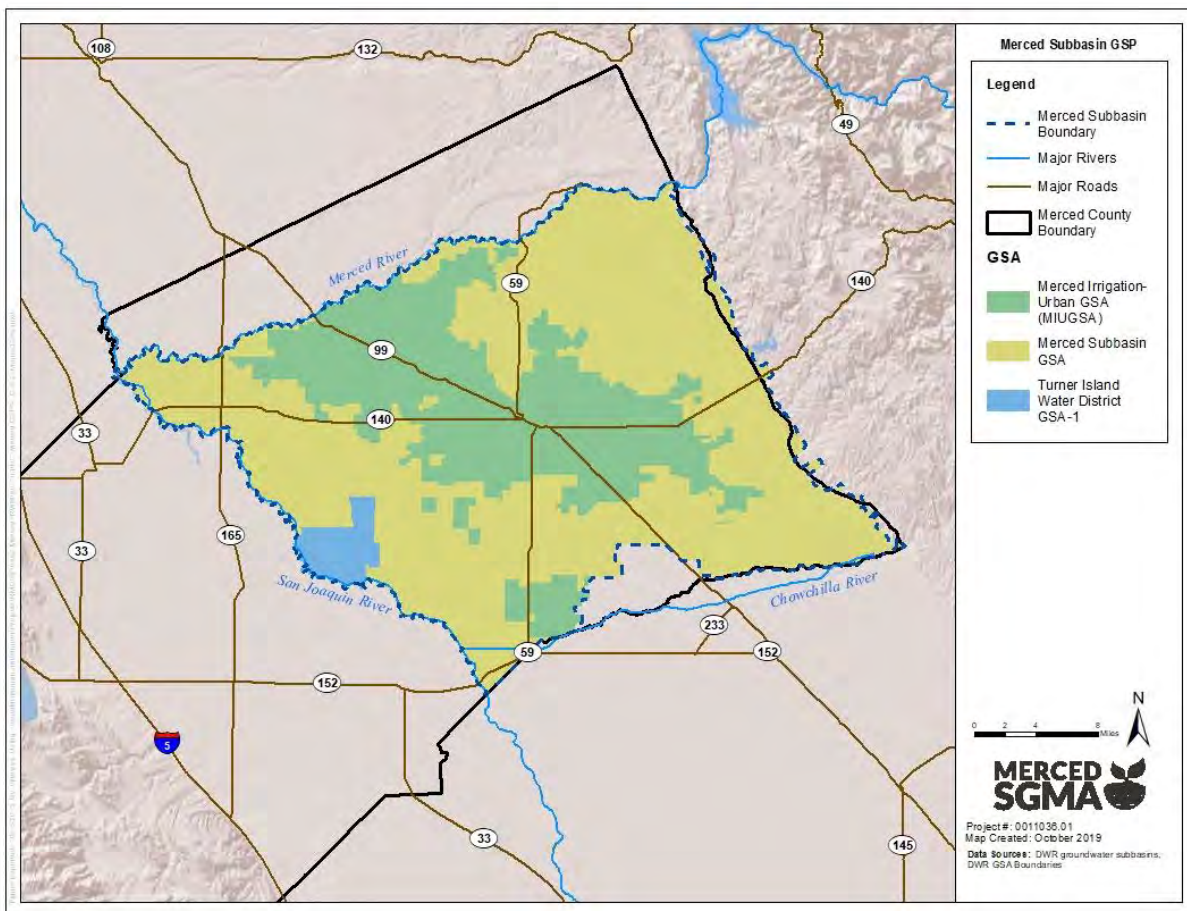 108
132
49
Merced River
59
140
99
140
33
33
165
San Joaquin River
Chowchilla River
233
59
152
152
5
33
145
Merced Subbasin GSP
Legend
Merced Subbasin
Boundary
Major Rivers
Major Roads
Merced County
Boundary
GSA
Merced Irrigation-
Urban GSA
(MIUGSA)
Merced Subbasin
GSA
Turner Island
Water District
GSA-1
N
0 2 4 8
Miles
MERCED
SGMA
Project #: 0011036.01
Map Created: October 2019
Data Sources: DWR groundwater subbasins,
DWR GSA Boundaries